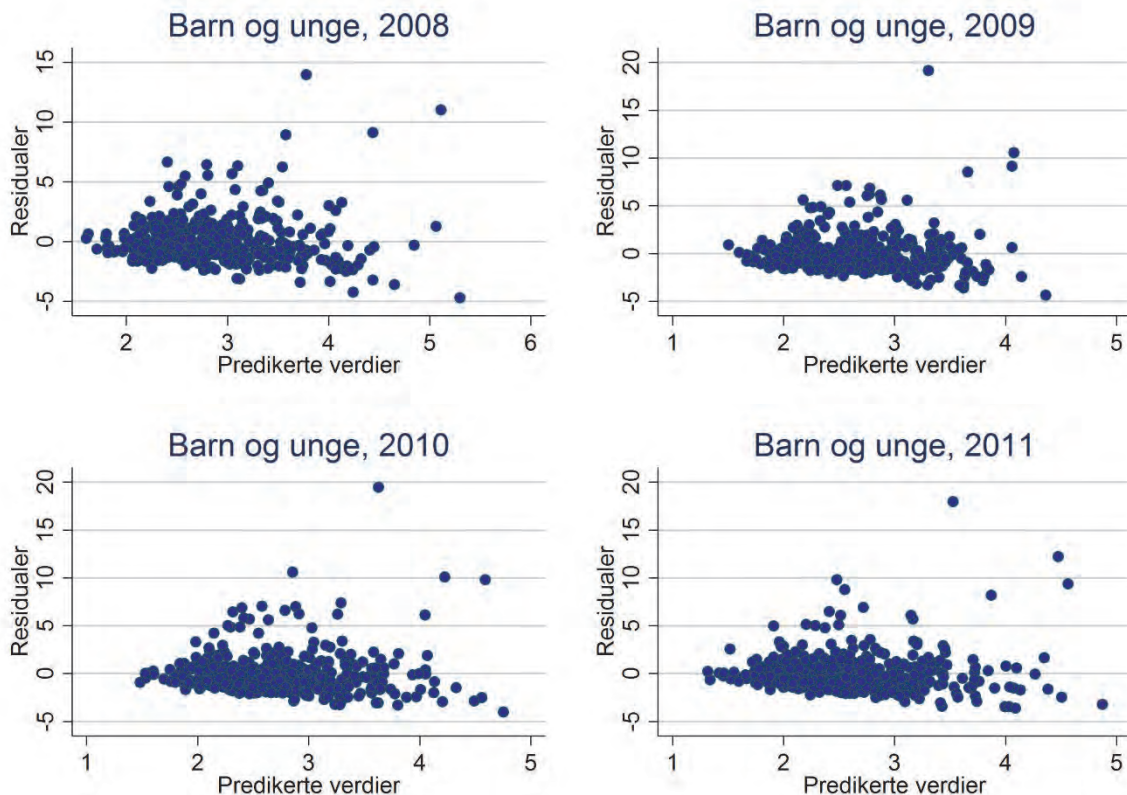 Barn og unge, 2008
Residualer
15
10
5
0
-5
2 3 4 5 6
Predikerte verdier
Barn og unge, 2009
Residualer
20
15
10
5
0
-5
1 2 3 4 5
Predikerte verdier
Barn og unge, 2010
Residualer
20
15
10
5
0
-5
1 2 3 4 5
Predikerte verdier
Barn og unge, 2011
Residualer
20
15
10
5
0
-5
1 2 3 4 5
Predikerte verdier